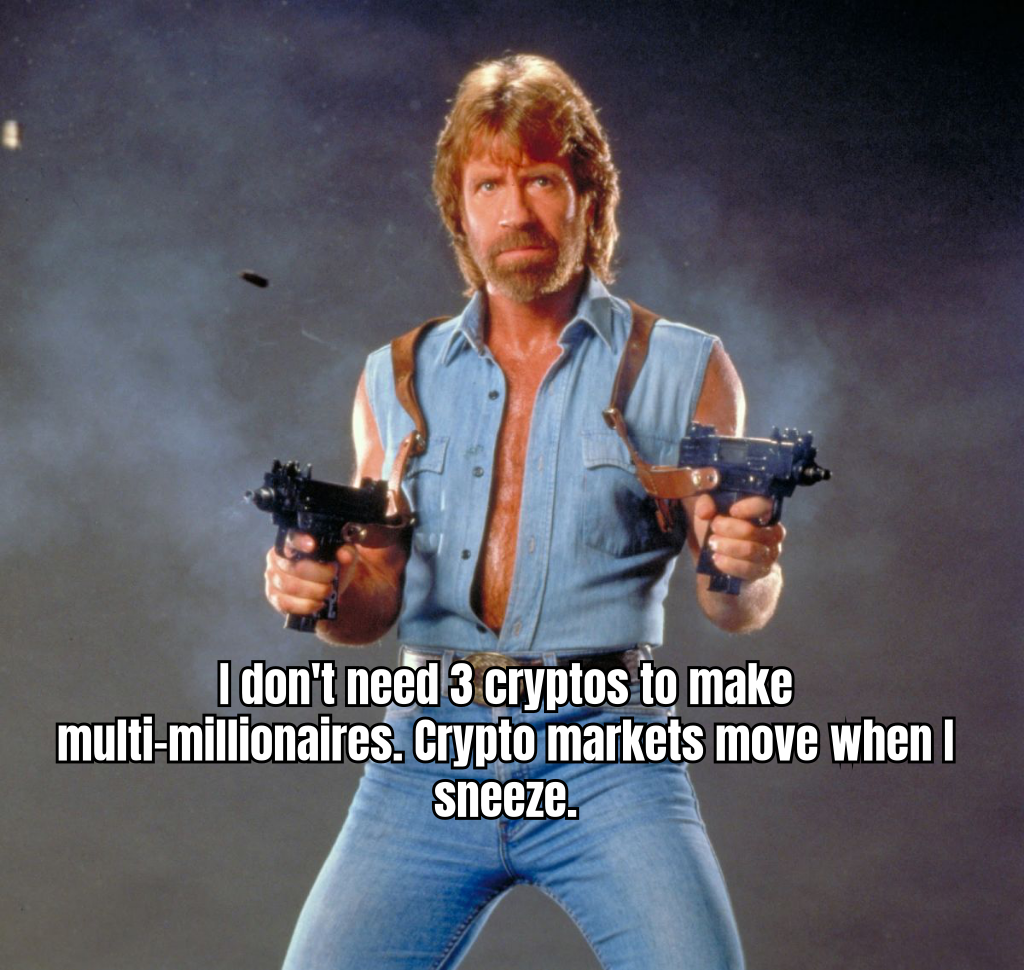 I don't need 3 cryptos to make
multi-millionaires. Crypto markets move when I
sneeze.